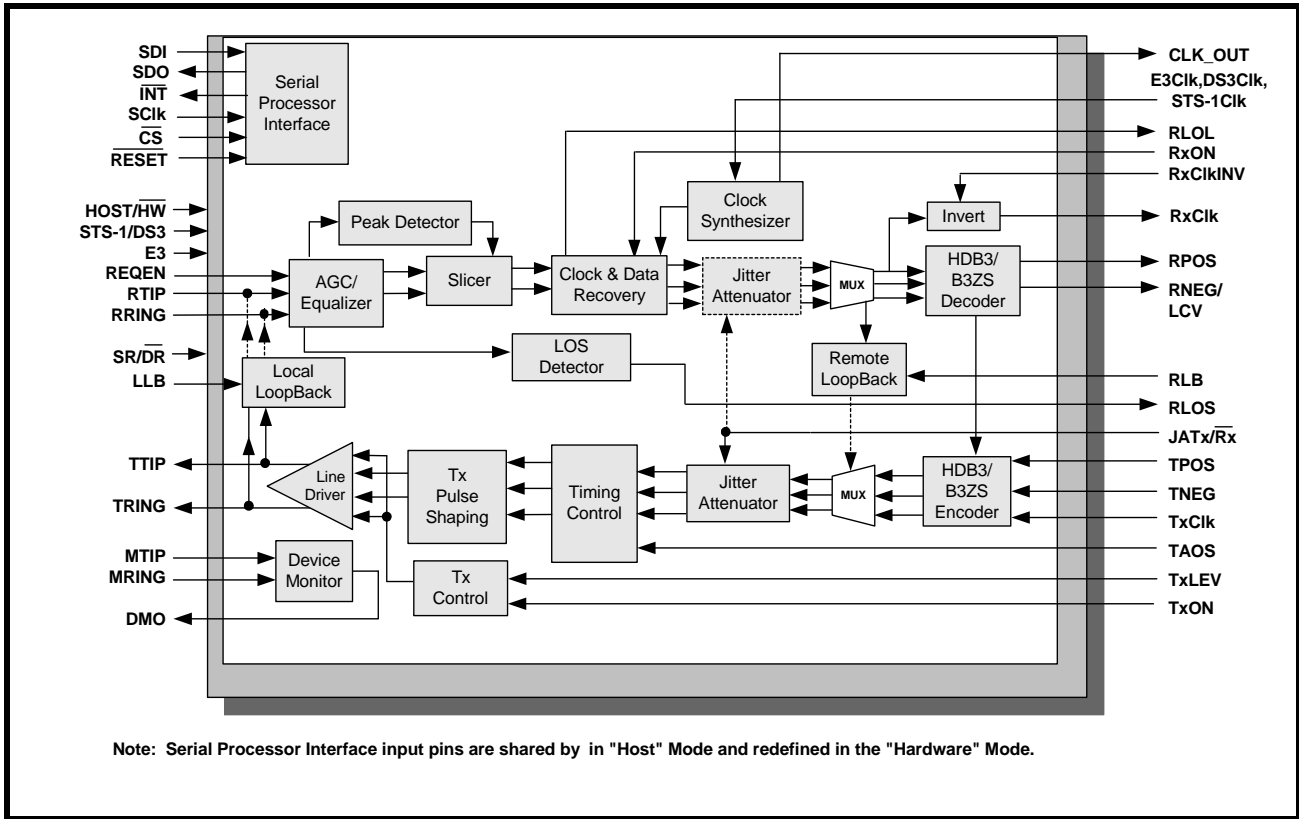 SDI
SDO
INT
SClk
CS
RESET
HOST/HW
STS-1/DS3
E3
REQEN
RTIP
RRING
SR/DR
LLB
TTIP
TRING
MTIP
MRING
DMO
Serial
Processor
Interface
Peak Detector
AGC/
Equalizer
Slicer
Clock & Data
Recovery
Clock
Synthesizer
Jitter
Attenuator
MUX
Invert
HDB3/
B3ZS
Decoder
LOS
Detector
Remote
LoopBack
Local
LoopBack
Line
Driver
Tx
Pulse
Shaping
Timing
Control
Jitter
Attenuator
MUX
HDB3/
B3ZS
Encoder
Device
Monitor
Tx
Control
CLK_OUT
E3Clk,DS3Clk,
STS-1Clk
RLOL
RxON
RxClkINV
RxClk
RPOS
RNEG/
LCV
RLB
RLOS
JATx/Rx
TPOS
TNEG
TxClk
TAOS
TxLEV
TxON
Note: Serial Processor Interface input pins are shared by in "Host" Mode and redefined in the "Hardware" Mode.